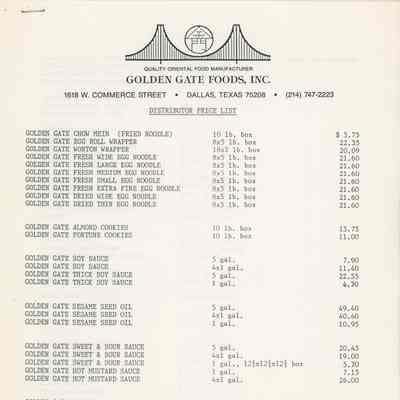 QUALITY ORIENTAL FOOD MANUFACTURER
GOLDEN GATE FOODS, INC.
1618 W. COMMERCE STREET • DALLAS, TEXAS 75208 • (214) 747-2223
DISTRIBUTOR PRICE LIST
GOLDEN GATE CHOW MEIN (FRIED NOODLE) 10 lb. box $ 5.75
GOLDEN GATE EGG ROLL WRAPPER 8x5 lb. box 22.35
GOLDEN GATE WONTON WRAPPER 18x2 lb. box 20.09
GOLDEN GATE FRESH WIDE EGG NOODLE 8x5 lb. box 21.60
GOLDEN GATE FRESH LARGE EGG NOODLE 8x5 lb. box 21.60
GOLDEN GATE FRESH MEDIUM EGG NOODLE 8x5 lb. box 21.60
GOLDEN GATE FRESH SMALL EGG NOODLE 8x5 lb. box 21.60
GOLDEN GATE FRESH EXTRA FINE EGG NOODLE 8x5 lb. box 21.60
GOLDEN GATE DRIED WIDE EGG NOODLE 8x5 lb. box 21.60
GOLDEN GATE DRIED THIN EGG NOODLE 8x5 lb. box 21.60
GOLDEN GATE ALMOND COOKIES 10 lb. box 13.75
GOLDEN GATE FORTUNE COOKIES 10 lb. box 11.00
GOLDEN GATE SOY SAUCE 5 gal. 7.90
GOLDEN GATE SOY SAUCE 4x1 gal. 11.40
GOLDEN GATE THICK SOY SAUCE 5 gal. 22.55
GOLDEN GATE THICK SOY SAUCE 1 gal. 4.30
GOLDEN GATE SESAME SEED OIL 5 gal. 49.40
GOLDEN GATE SESAME SEED OIL 4x1 gal. 40.60
GOLDEN GATE SESAME SEED OIL 1 gal. 10.95
GOLDEN GATE SWEET & SOUR SAUCE 5 gal. 20.45
GOLDEN GATE SWEET & SOUR SAUCE 4x1 gal. 19.00
GOLDEN GATE SWEET & SOUR SAUCE 1 gal., 12½x12½x12½ box 5.30
GOLDEN GATE HOT MUSTARD SAUCE 1 gal. 7.15
GOLDEN GATE HOT MUSTARD SAUCE 4x1 gal. 26.00